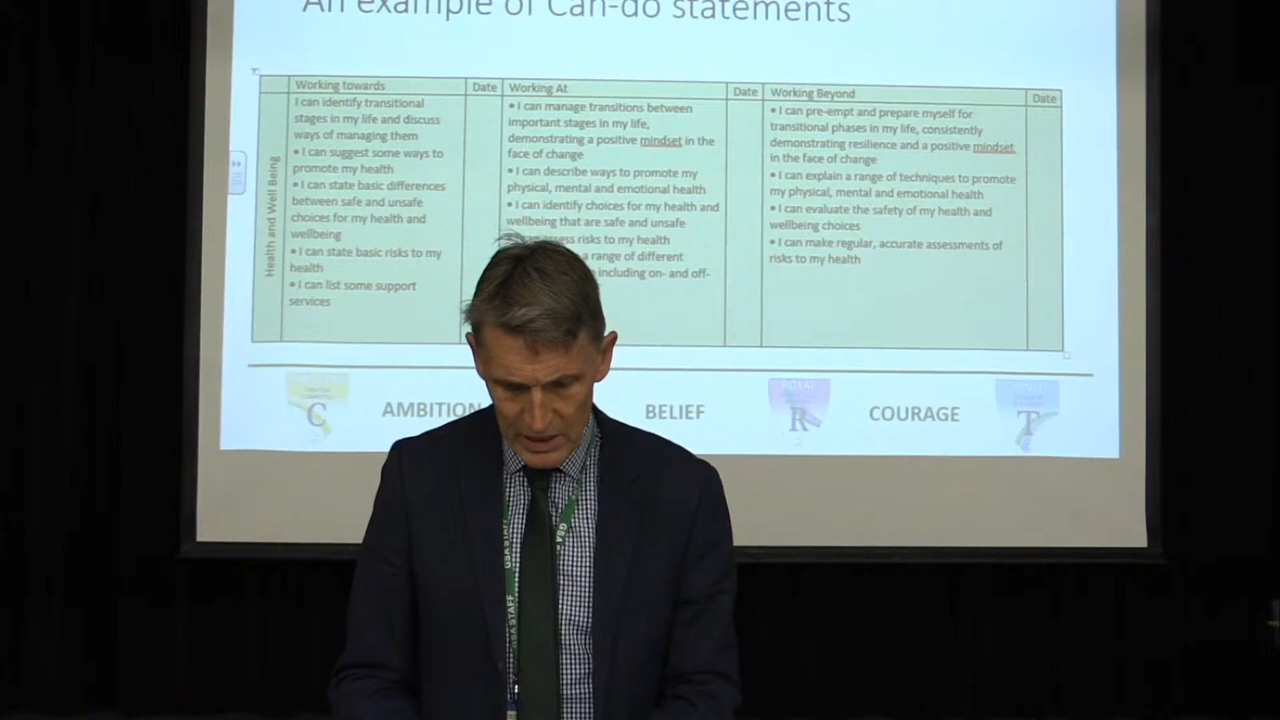 An example of Can-do statements
Working towards
Date
Working At
Date
Working Beyond
Date
Health and Well Being
I can identify transitional
stages in my life and discuss
ways of managing them
• I can suggest some ways to
promote my health
• I can state basic differences
between safe and unsafe
choices for my health and
wellbeing
• I can state basic risks to my
health
• I can list some support
services
• I can manage transitions between
important stages in my life,
demonstrating a positive mindset in the
face of change
• I can describe ways to promote my
physical, mental and emotional health
• I can identify choices for my health and
wellbeing that are safe and unsafe
risks to my health
a range of different
including on- and off-
• I can pre-empt and prepare myself for
transitional phases in my life, consistently
demonstrating resilience and a positive mindset
in the face of change
• I can explain a range of techniques to promote
my physical, mental and emotional health
• I can evaluate the safety of my health and
wellbeing choices
• I can make regular, accurate assessments of
risks to my health
C
AMBITION
BELIEF
ROYAL
R
COURAGE
T
GSA STAFF
GSA STAFF
GSA